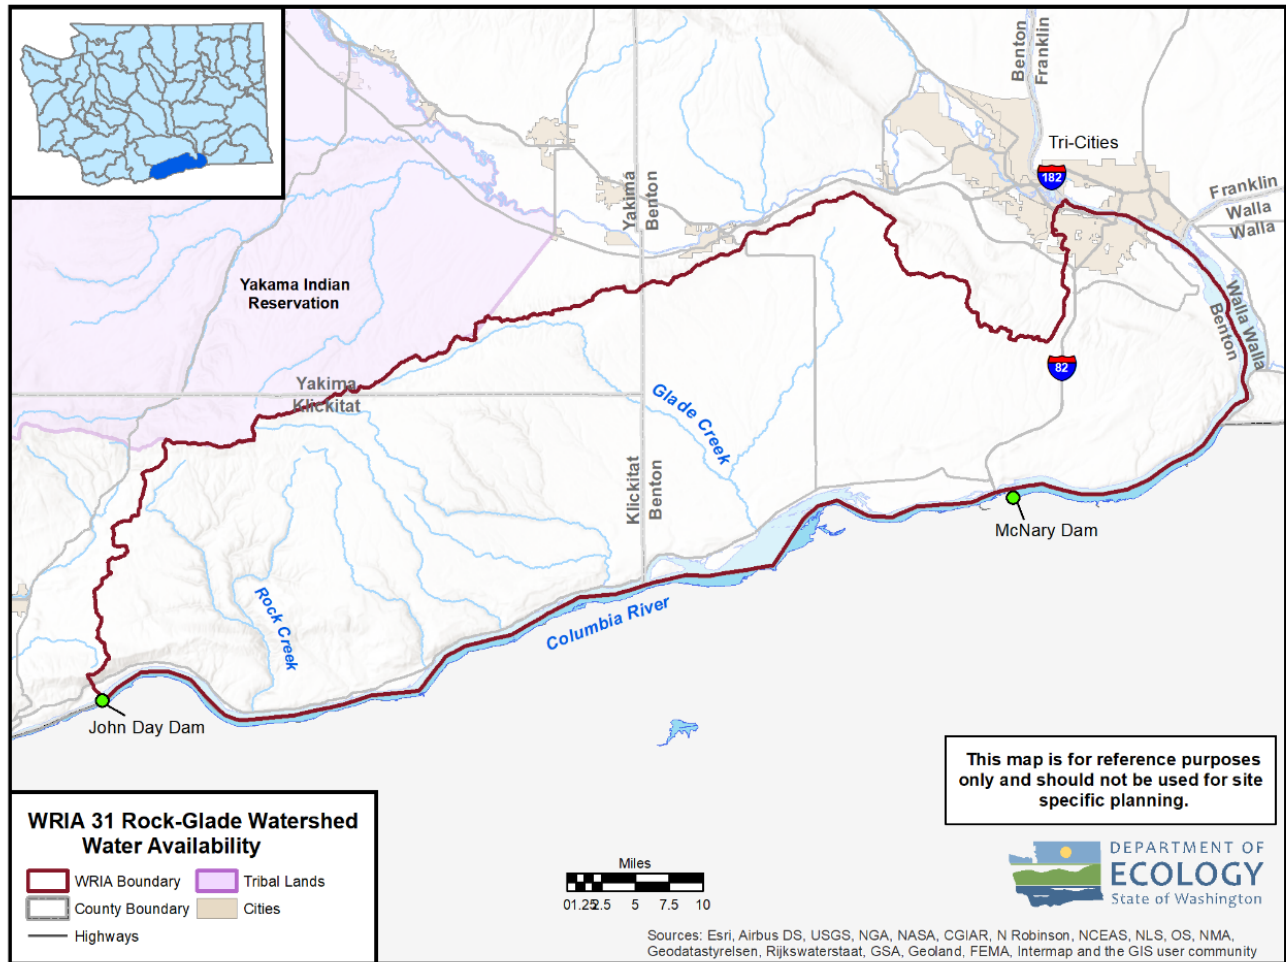 Benton
Franklin
Tri-Cities
182
Franklin
Walla
Walla
Yakima
Benton
Yakama Indian
Reservation
Walla Walla
Benton
82
Yakima
Klickitat
Glade Creek
Klickitat
Benton
McNary Dam
Rock Creek
Columbia River
John Day Dam
This map is for reference purposes
only and should not be used for site
specific planning.
WRIA 31 Rock-Glade Watershed
Water Availability
WRIA Boundary
Tribal Lands
County Boundary
Cities
Highways
Miles
01.252.5 5 7.5 10
DEPARTMENT OF
ECOLOGY
State of Washington
Sources: Esri, Airbus DS, USGS, NGA, NASA, CGIAR, N Robinson, NCEAS, NLS, OS, NMA,
Geodatastyrelsen, Rijkswaterstaat, GSA, Geoland, FEMA, Intermap and the GIS user community